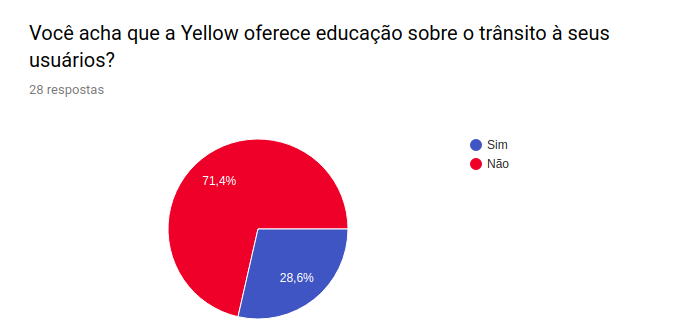 Você acha que a Yellow oferece educação sobre o trânsito à seus
usuários?
28 respostas
Sim
Não
71,4%
28,6%